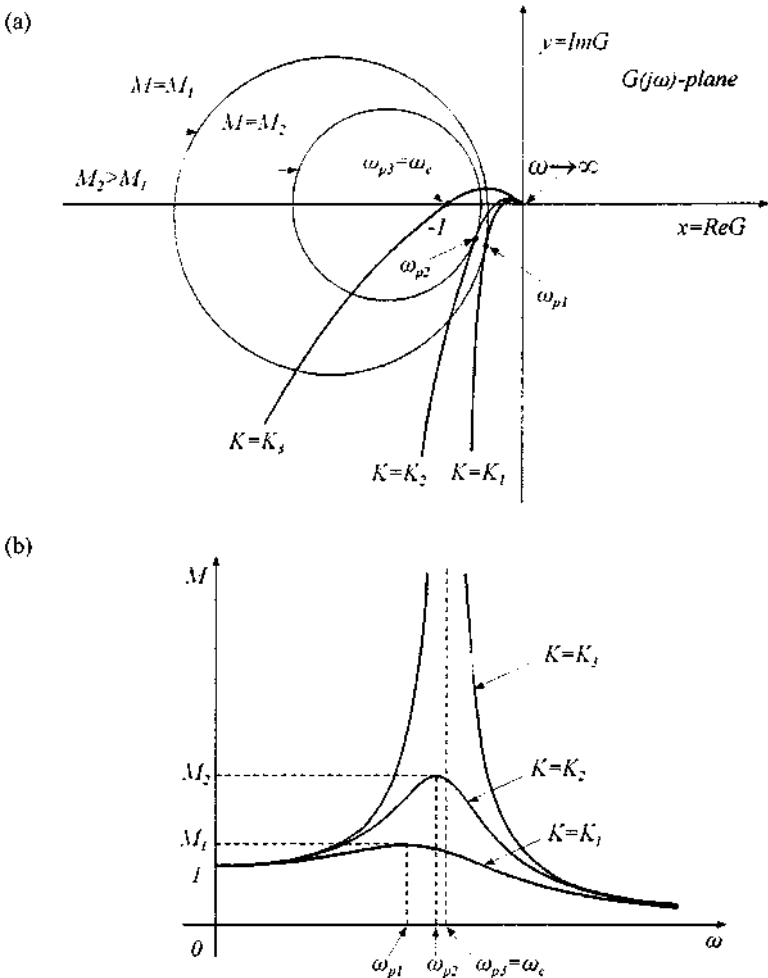 (a)
y=ImG
G(jω)-plane
M=M₁
M=M₂
M₂>M₁
ωp3=ωc
ω→∞
-1
x=ReG
ωp2
ωp1
K=K₃
K=K₂
K=K₁
(b)
M
K=K₃
M₂
K=K₂
M₁
K=K₁
1
0
ω
ωp1
ωp2
ωp3=ωc